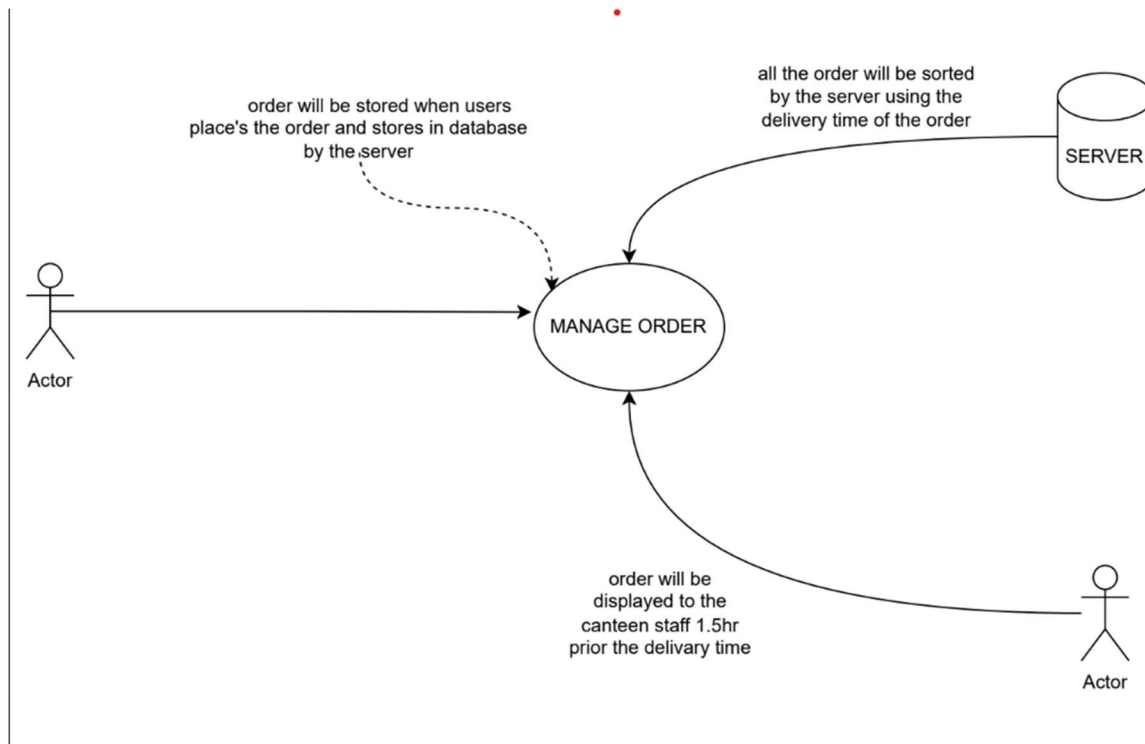 order will be stored when users
place's the order and stores in database
by the server
all the order will be sorted
by the server using the
delivery time of the order
SERVER
Actor
MANAGE ORDER
order will be
displayed to the
canteen staff 1.5hr
prior the delivary time
Actor